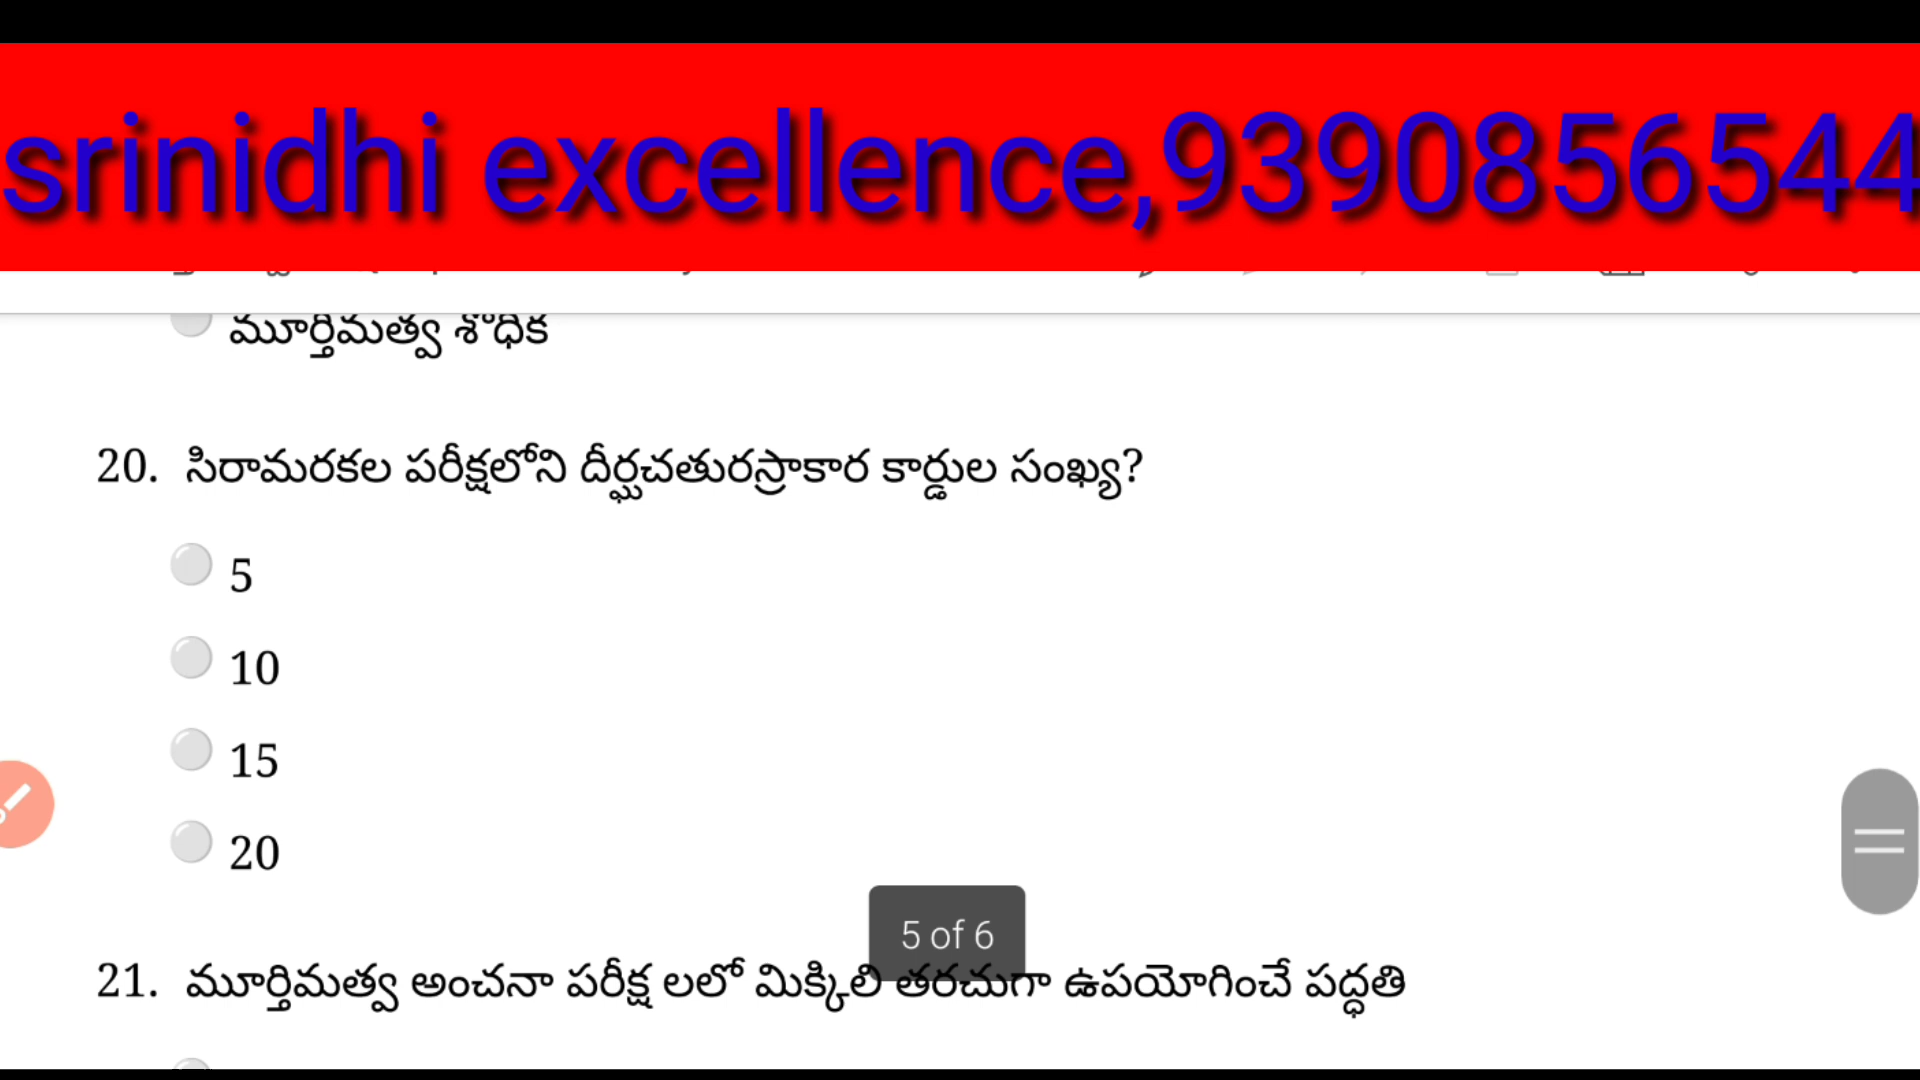 srinidhi excellence,9390856544
మూర్తిమత్వ శోధిక
20. సిరామరకల పరీక్షలోని దీర్ఘచతురస్రాకార కార్డుల సంఖ్య?
5
10
15
20
5 of 6
21. మూర్తిమత్వ అంచనా పరీక్ష లలో మిక్కిలి తరచుగా ఉపయోగించే పద్ధతి